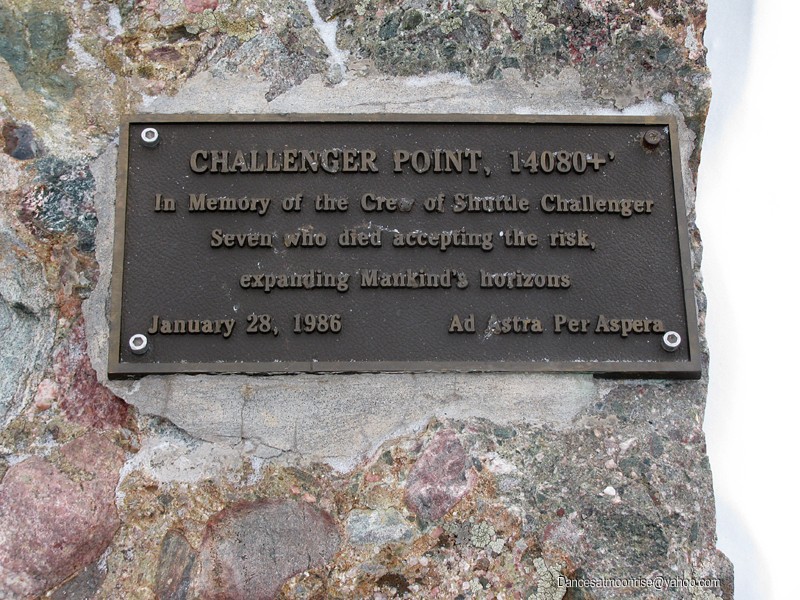 CHALLENGER POINT, 14080+'
In Memory of the Crew of Shuttle Challenger
Seven who died accepting the risk,
expanding Mankind's horizons
January 28, 1986 Ad Astra Per Aspera
Dancesatmoonrise@yahoo.com